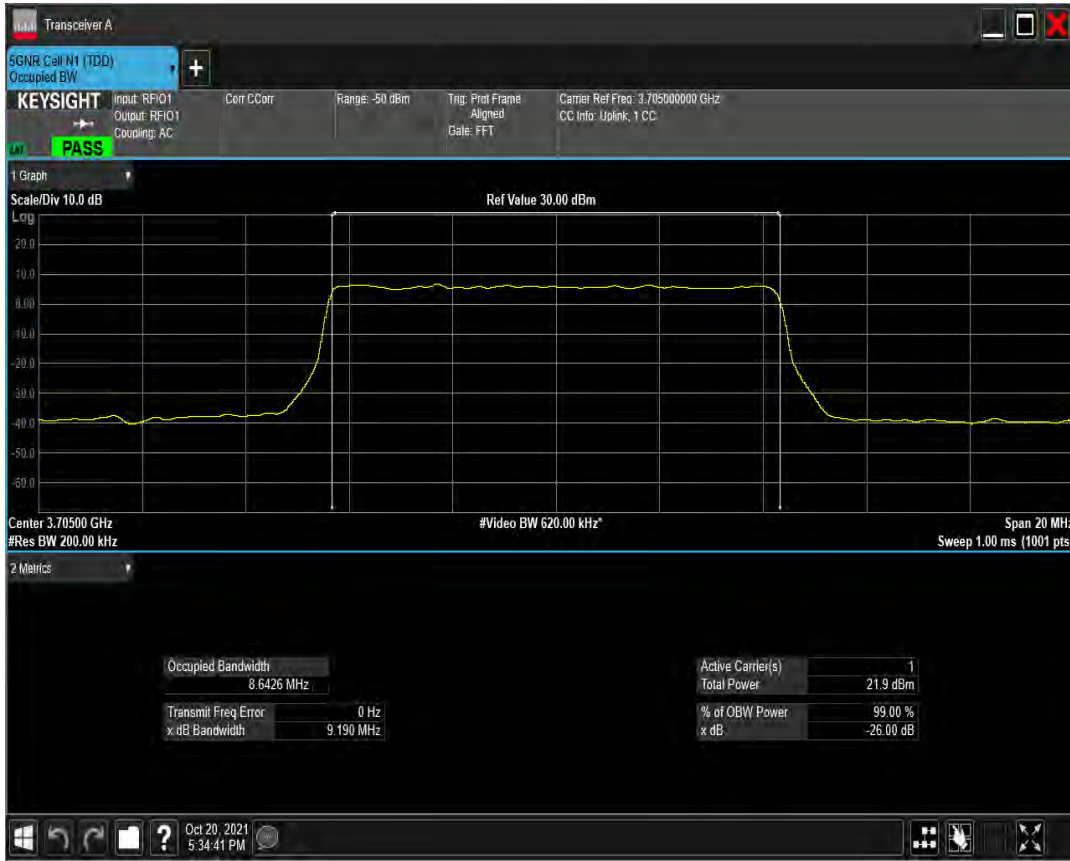 Transceiver A
5GNR Cell N1 (TDD)
Occupied BW
+
KEYSIGHT
Input: RFIO1
Output: RFIO1
Coupling: AC
Corr CCorr
Range: -50 dBm
Trig: Prot Frame
Aligned
Gate: FFT
Carrier Ref Freq: 3.705000000 GHz
CC Info: Uplink, 1 CC
PASS
1 Graph
Scale/Div 10.0 dB
Ref Value 30.00 dBm
Log
20.0
10.0
0.00
-10.0
-20.0
-30.0
-40.0
-50.0
-60.0
Center 3.70500 GHz
#Video BW 620.00 kHz*
Span 20 MHz
#Res BW 200.00 kHz
Sweep 1.00 ms (1001 pts
2 Metrics
Occupied Bandwidth
8.6426 MHz
Transmit Freq Error 0 Hz
x dB Bandwidth 9.190 MHz
Active Carrier(s) 1
Total Power 21.9 dBm
% of OBW Power 99.00 %
x dB -26.00 dB
?
Oct 20, 2021
5:34:41 PM